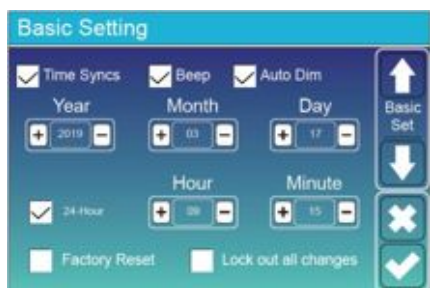 Basic Setting
Time Syncs Beep Auto Dim
Year Month Day
+ 2019 − + 03 − + 17 −
Basic
Set
Hour Minute
24-Hour + 09 − + 15 −
Factory Reset Lock out all changes